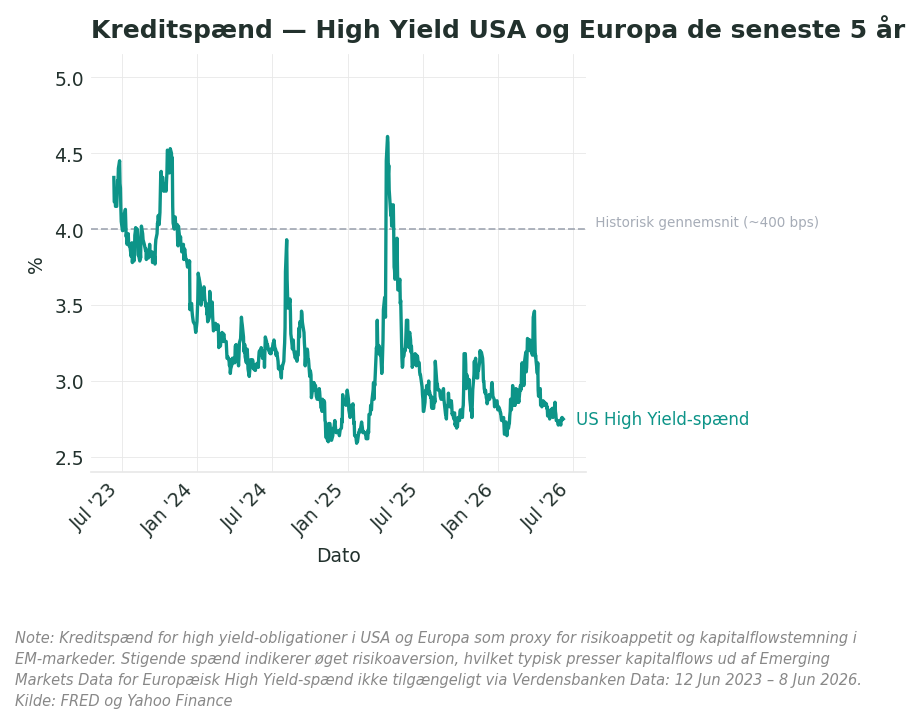 Kreditspænd — High Yield USA og Europa de seneste 5 år
5.0
4.5
4.0
3.5
3.0
2.5
%
Historisk gennemsnit (~400 bps)
US High Yield-spænd
Jul '23
Jan '24
Jul '24
Jan '25
Jul '25
Jan '26
Jul '26
Dato
Note: Kreditspænd for high yield-obligationer i USA og Europa som proxy for risikoappetit og kapitalflowstemning i
EM-markeder. Stigende spænd indikerer øget risikoaversion, hvilket typisk presser kapitalflows ud af Emerging
Markets Data for Europæisk High Yield-spænd ikke tilgængeligt via Verdensbanken Data: 12 Jun 2023 – 8 Jun 2026.
Kilde: FRED og Yahoo Finance